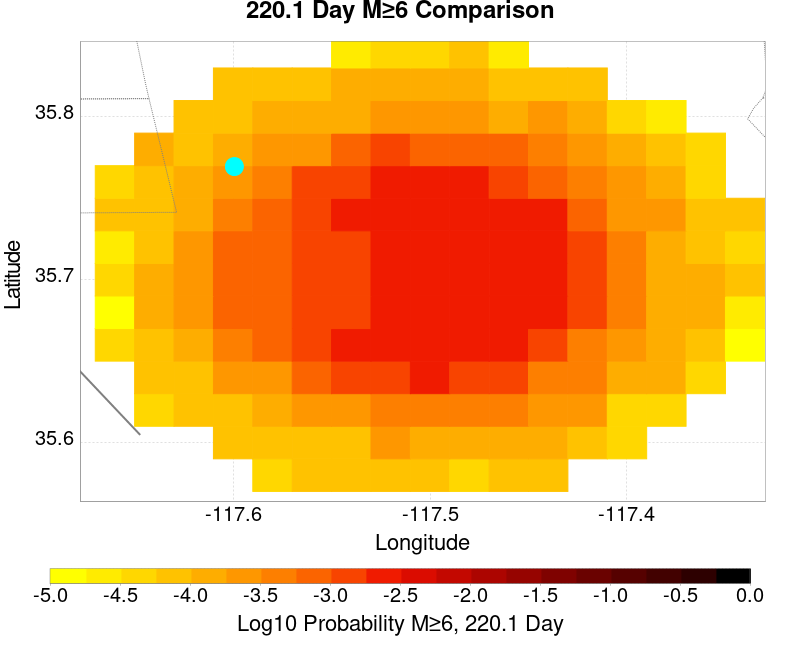 220.1 Day M≥6 Comparison
35.8
35.7
35.6
Latitude
-117.6 -117.5 -117.4
Longitude
-5.0 -4.5 -4.0 -3.5 -3.0 -2.5 -2.0 -1.5 -1.0 -0.5 0.0
Log10 Probability M≥6, 220.1 Day